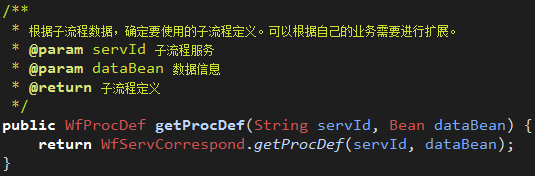 /**
 * 根据子流程数据，确定要使用的子流程定义。可以根据自己的业务需要进行扩展。
 * @param servId 子流程服务
 * @param dataBean 数据信息
 * @return 子流程定义
 */
public WfProcDef getProcDef(String servId, Bean dataBean) {
    return WfServCorrespond.getProcDef(servId, dataBean);
}